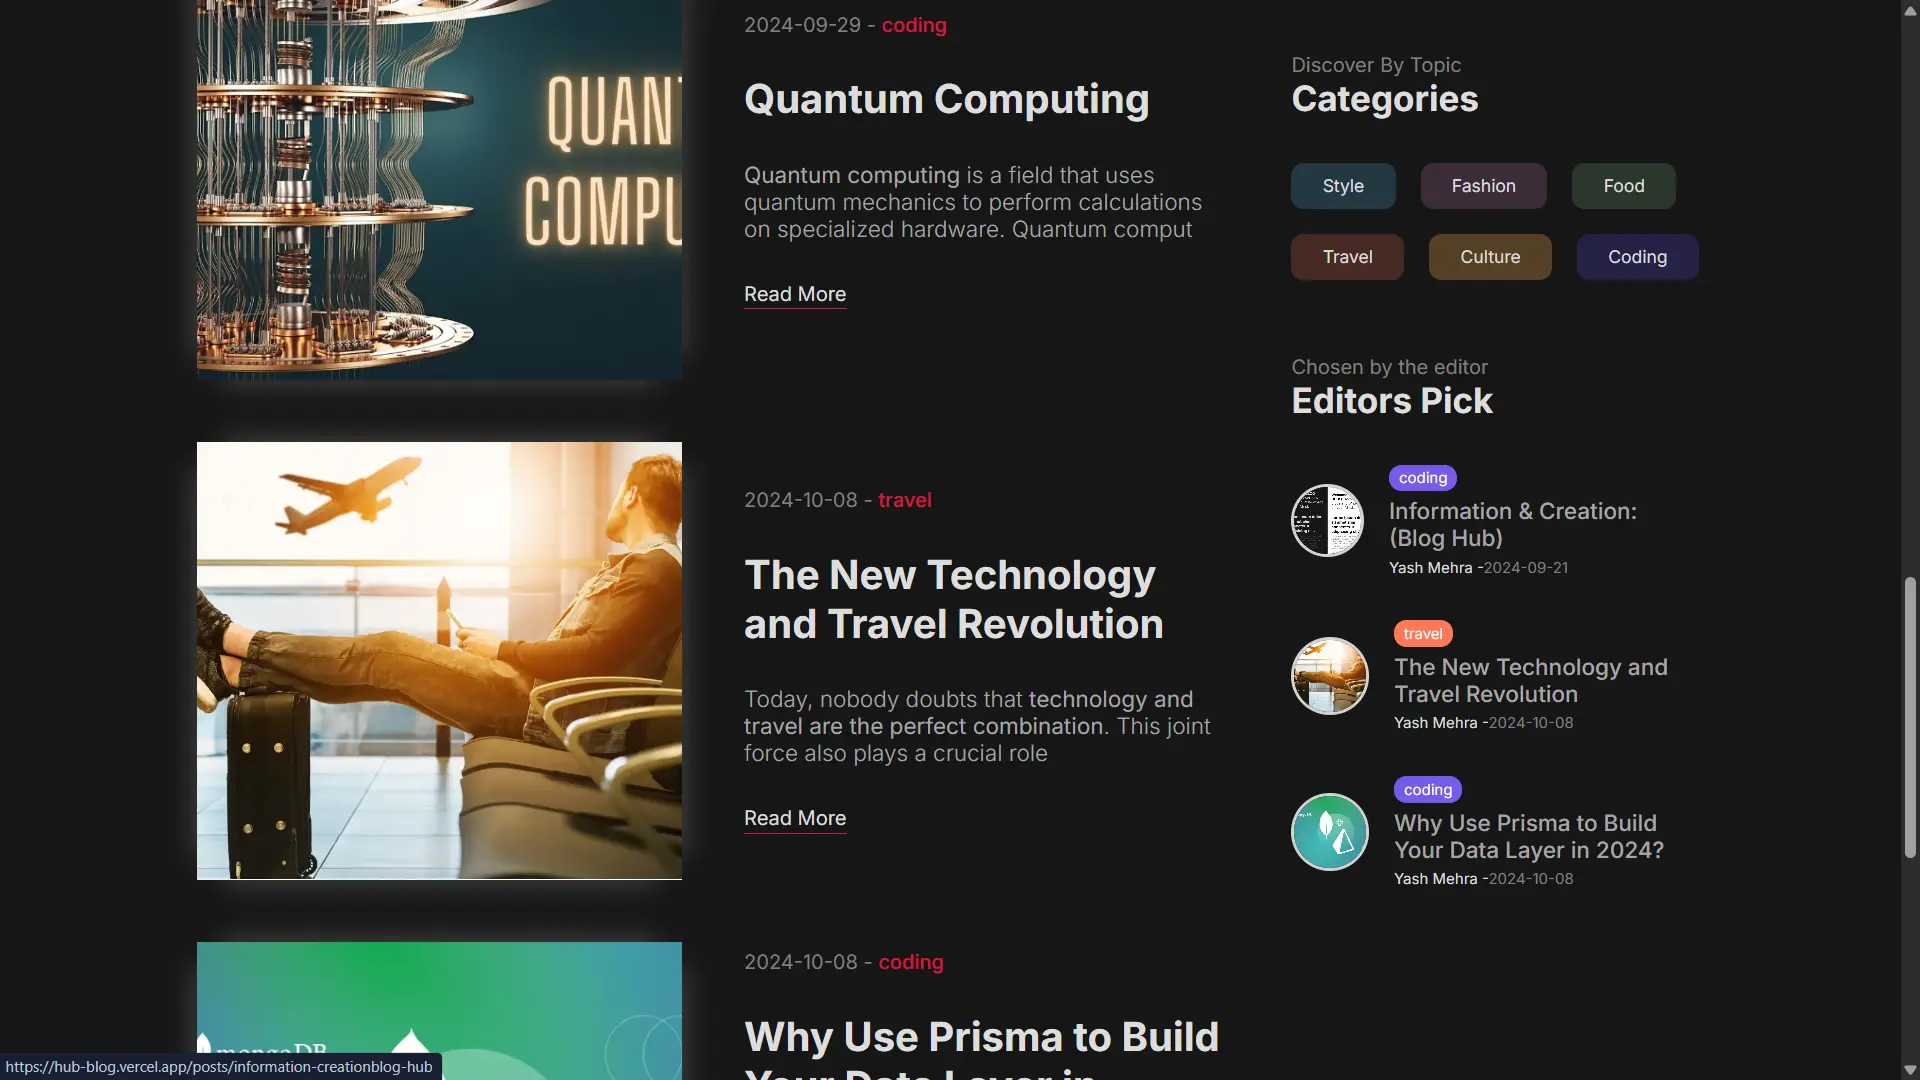 2024-09-29 - coding
Quantum Computing
Quantum computing is a field that uses
quantum mechanics to perform calculations
on specialized hardware. Quantum comput
Read More
QUANT
COMPU
2024-10-08 - travel
The New Technology
and Travel Revolution
Today, nobody doubts that technology and
travel are the perfect combination. This joint
force also plays a crucial role
Read More
2024-10-08 - coding
Why Use Prisma to Build
Your Data Layer in
mongoDB
Discover By Topic
Categories
Style
Fashion
Food
Travel
Culture
Coding
Chosen by the editor
Editors Pick
coding
Information & Creation:
(Blog Hub)
Yash Mehra -2024-09-21
travel
The New Technology and
Travel Revolution
Yash Mehra -2024-10-08
coding
Why Use Prisma to Build
Your Data Layer in 2024?
Yash Mehra -2024-10-08
https://hub-blog.vercel.app/posts/information-creationblog-hub